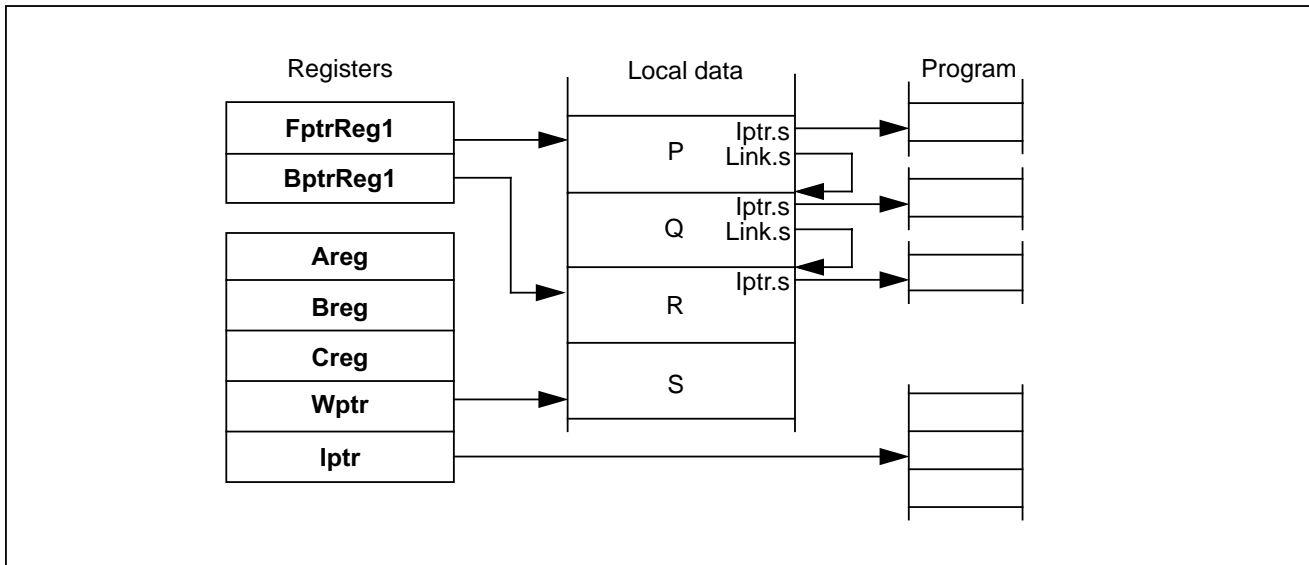 Registers
Local data
Program
FptrReg1
BptrReg1
Areg
Breg
Creg
Wptr
Iptr
P
Iptr.s
Link.s
Q
Iptr.s
Link.s
R
Iptr.s
S